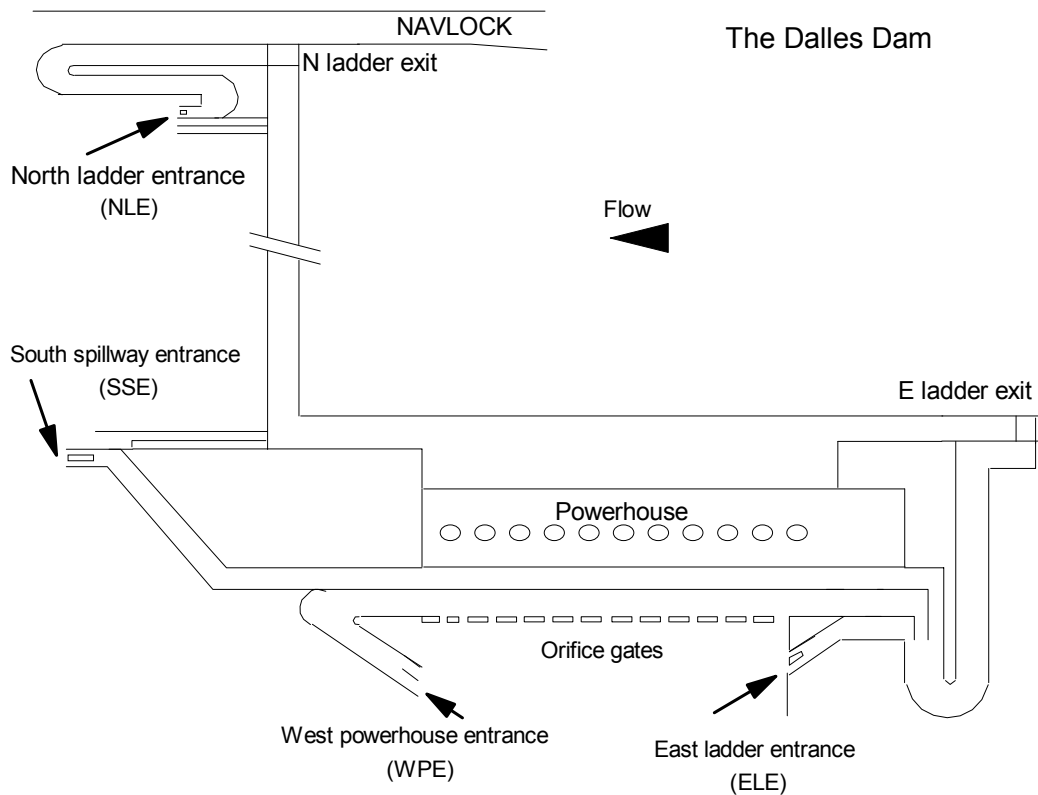 NAVLOCK
The Dalles Dam
N ladder exit
North ladder entrance
(NLE)
Flow
South spillway entrance
(SSE)
E ladder exit
Powerhouse
Orifice gates
West powerhouse entrance
(WPE)
East ladder entrance
(ELE)